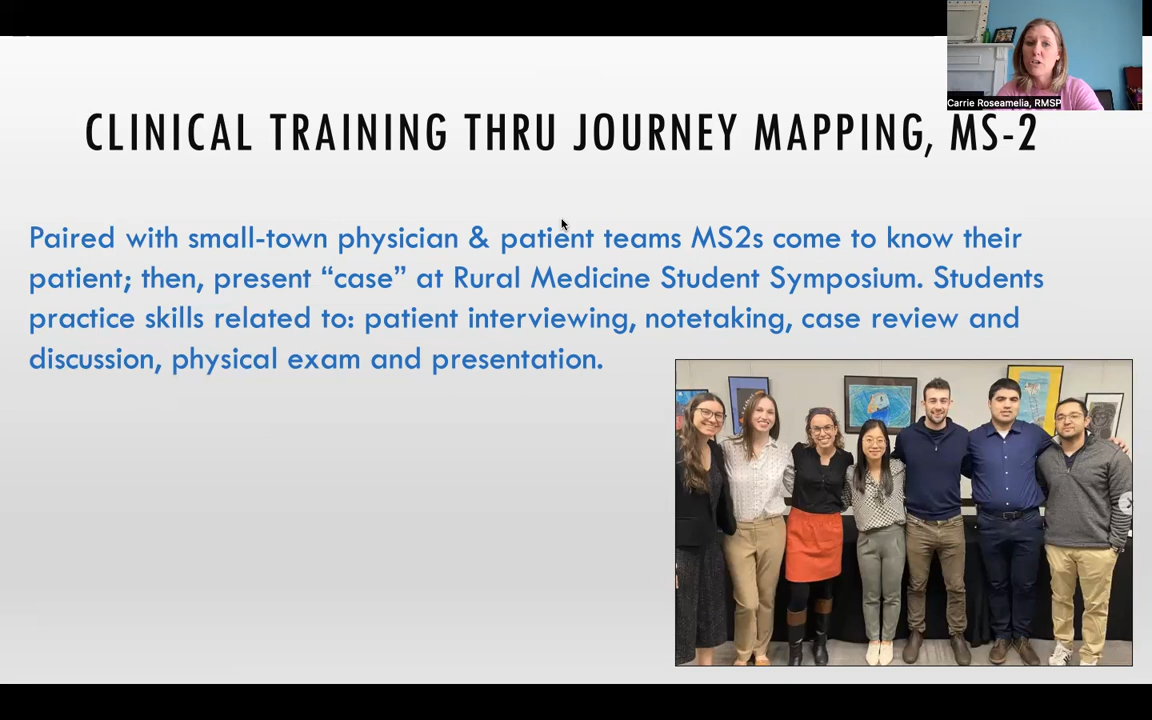 Carrie Roseamelia, RMSP
CLINICAL TRAINING THRU JOURNEY MAPPING, MS-2
Paired with small-town physician & patient teams MS2s come to know their
patient; then, present “case” at Rural Medicine Student Symposium. Students
practice skills related to: patient interviewing, notetaking, case review and
discussion, physical exam and presentation.